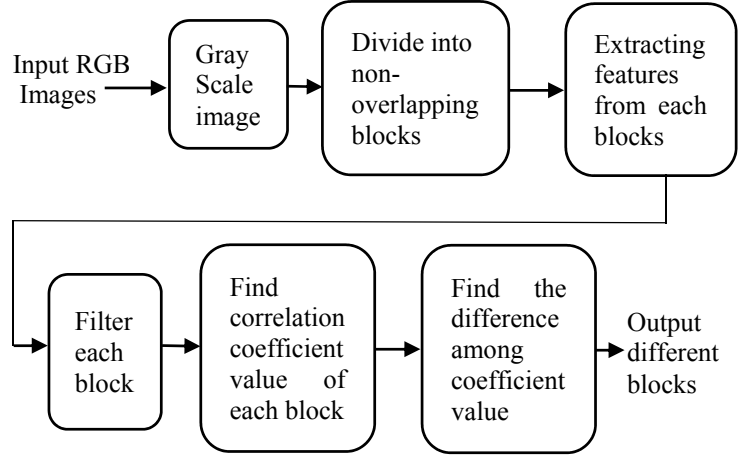 Input RGB
Images
Gray
Scale
image
Divide into
non-
overlapping
blocks
Extracting
features
from each
blocks
Filter
each
block
Find
correlation
coefficient
value of
each block
Find the
difference
among
coefficient
value
Output
different
blocks